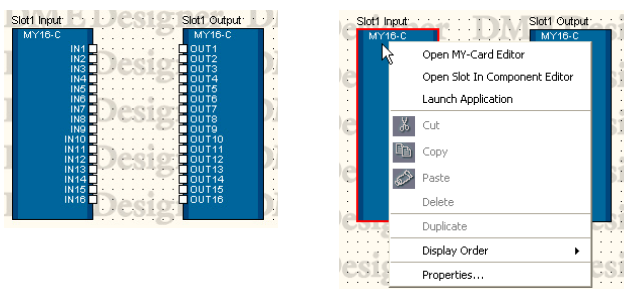 Slot1 Input
Slot1 Output
MY16-C
MY16-C
IN1
IN2
IN3
IN4
IN5
IN6
IN7
IN8
IN9
IN10
IN11
IN12
IN13
IN14
IN15
IN16
OUT1
OUT2
OUT3
OUT4
OUT5
OUT6
OUT7
OUT8
OUT9
OUT10
OUT11
OUT12
OUT13
OUT14
OUT15
OUT16
Slot1 Input
Slot1 Output
MY16-C
MY16-C
Open MY-Card Editor
Open Slot In Component Editor
Launch Application
Cut
Copy
Paste
Delete
Duplicate
Display Order
Properties...